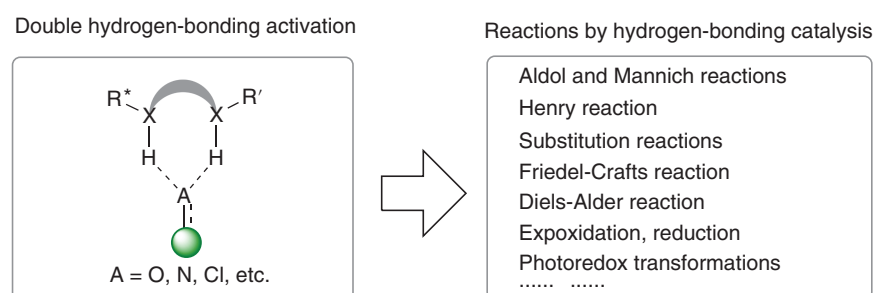 Double hydrogen-bonding activation
R* X X R′
H H
A
A = O, N, Cl, etc.
Reactions by hydrogen-bonding catalysis
Aldol and Mannich reactions
Henry reaction
Substitution reactions
Friedel-Crafts reaction
Diels-Alder reaction
Expoxidation, reduction
Photoredox transformations
...... ......